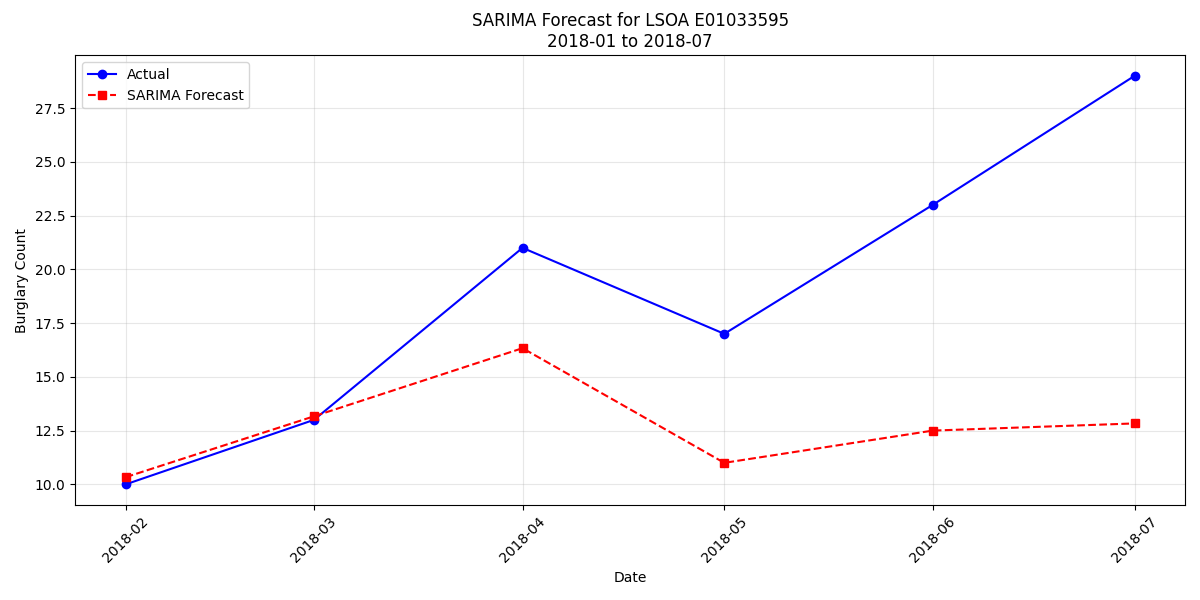 SARIMA Forecast for LSOA E01033595
2018-01 to 2018-07
Actual
SARIMA Forecast
Burglary Count
27.5
25.0
22.5
20.0
17.5
15.0
12.5
10.0
2018-02
2018-03
2018-04
2018-05
2018-06
2018-07
Date